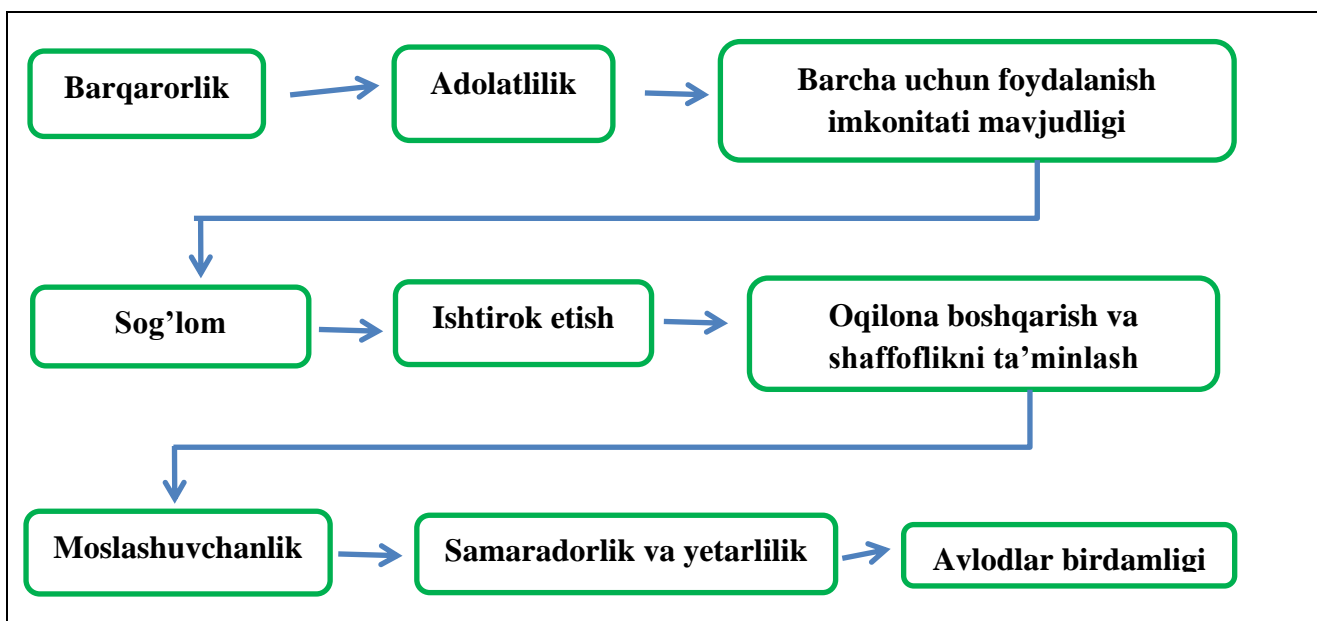 Barqarorlik
Adolatlilik
Barcha uchun foydalanish
imkonitati mavjudligi
Sog’lom
Ishtirok etish
Oqilona boshqarish va
shaffoflikni ta’minlash
Moslashuvchanlik
Samaradorlik va yetarlilik
Avlodlar birdamligi